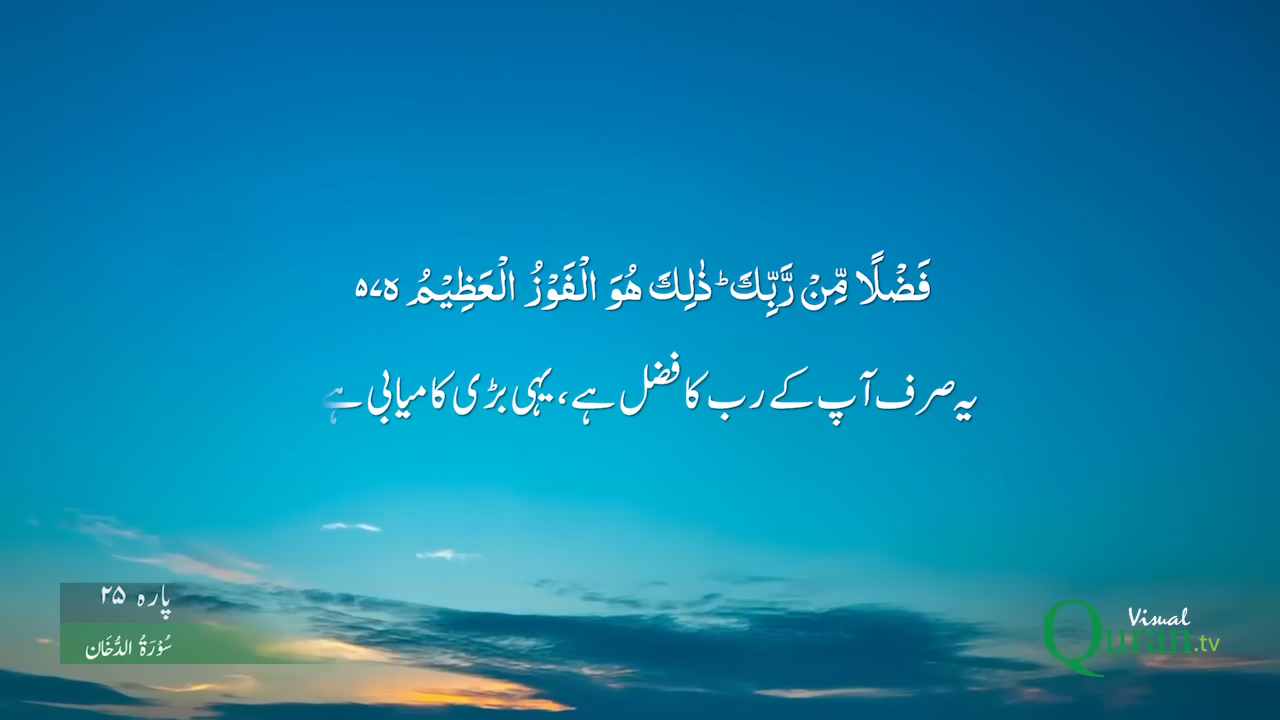 فَضْلًا مِّنْ رَّبِّكَ ؕ ذٰلِكَ هُوَ الْفَوْزُ الْعَظِيْمُ ﻩ۵۷
یہ صرف آپ کے رب کا فضل ہے، یہی بڑی کامیابی ہے
پارہ ۲۵
سُوْرَةُ الدُّخَان
Visual
Quran.tv